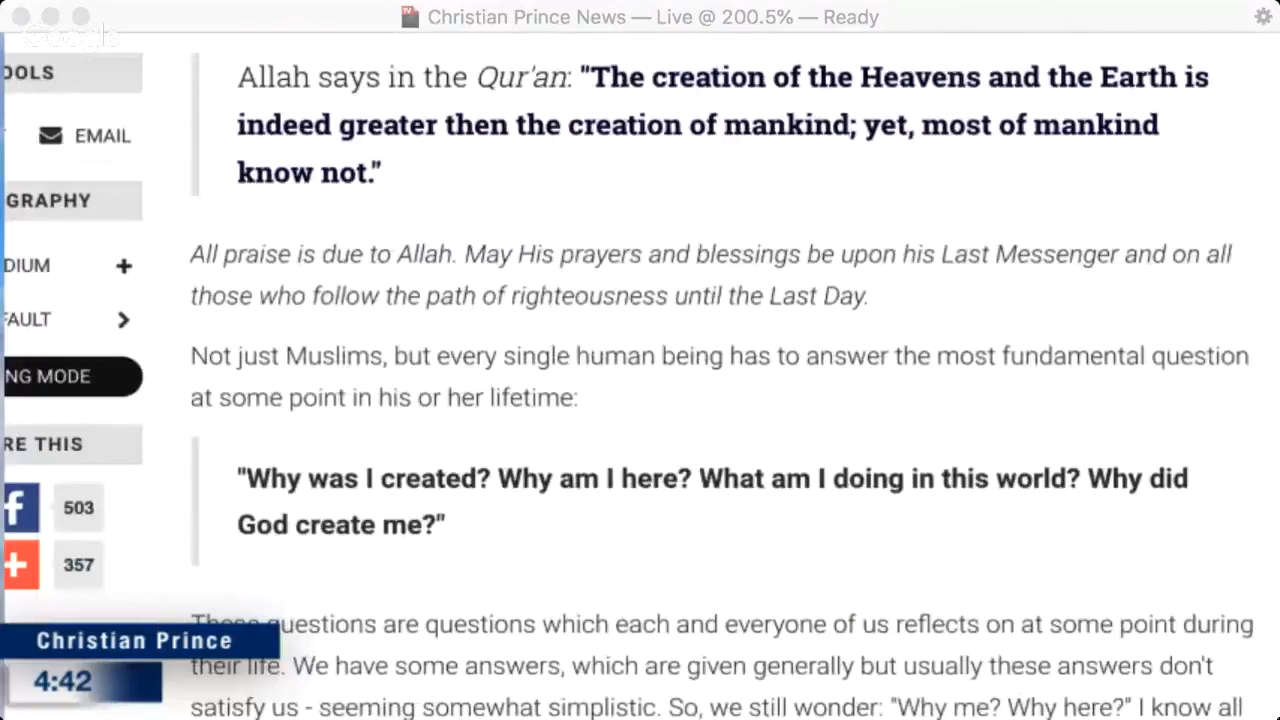 Christian Prince News — Live @ 200.5% — Ready
Google
OOLS
EMAIL
GRAPHY
DIUM
FAULT
NG MODE
RE THIS
503
357
Allah says in the Qur'an: "The creation of the Heavens and the Earth is
indeed greater then the creation of mankind; yet, most of mankind
know not."
All praise is due to Allah. May His prayers and blessings be upon his Last Messenger and on all
those who follow the path of righteousness until the Last Day.
Not just Muslims, but every single human being has to answer the most fundamental question
at some point in his or her lifetime:
"Why was I created? Why am I here? What am I doing in this world? Why did
God create me?"
These questions are questions which each and everyone of us reflects on at some point during
their life. We have some answers, which are given generally but usually these answers don't
satisfy us - seeming somewhat simplistic. So, we still wonder: "Why me? Why here?" I know all
Christian Prince
4:42